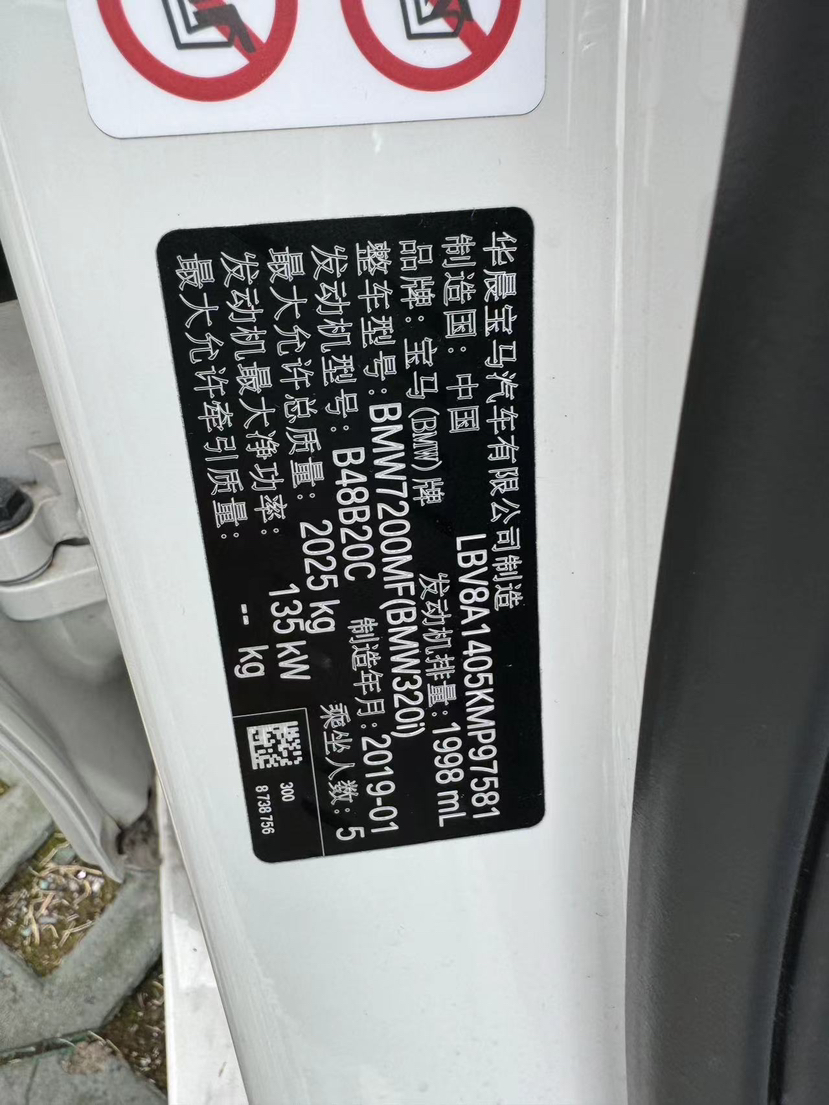 华晨宝马汽车有限公司制造
制造国：中国 LBV8A1405KMP97581
品牌：宝马(BMW)牌 发动机排量：1998 mL
整车型号：BMW7200MF(BMW320i)
发动机型号：B48B20C 制造年月：2019-01
最大允许总质量：2025 kg 乘坐人数：5
发动机最大净功率：135 kW
最大允许牵引质量：-- kg
300
8 738 756